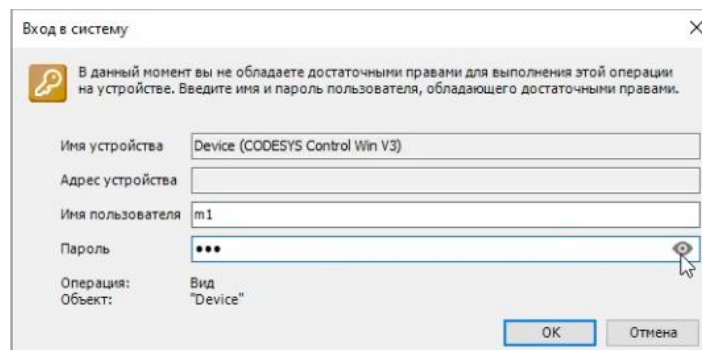 Вход в систему
В данный момент вы не обладаете достаточными правами для выполнения этой операции
на устройстве. Введите имя и пароль пользователя, обладающего достаточными правами.
Имя устройства Device (CODESYS Control Win V3)
Адрес устройства
Имя пользователя m1
Пароль •••
Операция: Вид
Объект: "Device"
OK Отмена